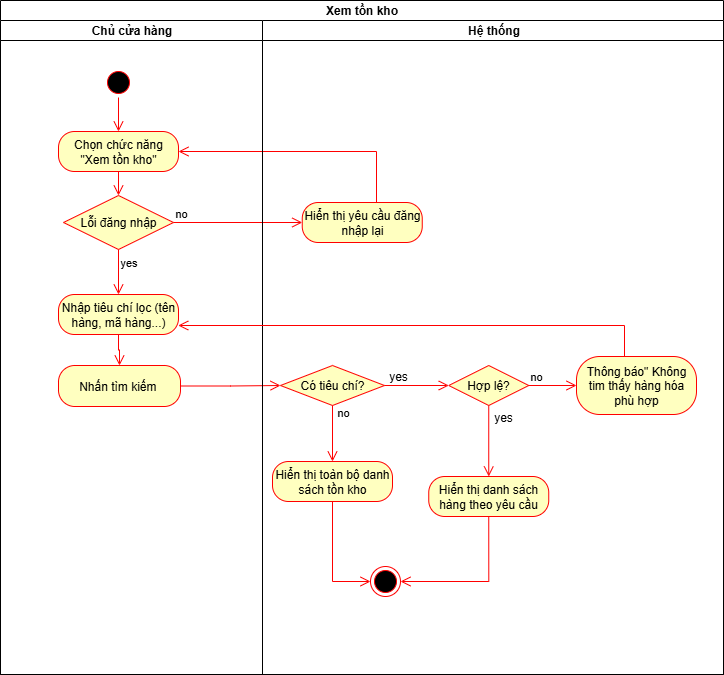 Xem tồn kho
Chủ cửa hàng
Hệ thống
Chọn chức năng
"Xem tồn kho"
Lỗi đăng nhập
no
Hiển thị yêu cầu đăng
nhập lại
yes
Nhập tiêu chí lọc (tên
hàng, mã hàng...)
Nhấn tìm kiếm
Có tiêu chí?
yes
Hợp lệ?
no
Thông báo" Không
tim thấy hàng hóa
phù hợp
no
yes
Hiển thị toàn bộ danh
sách tồn kho
Hiển thị danh sách
hàng theo yêu cầu